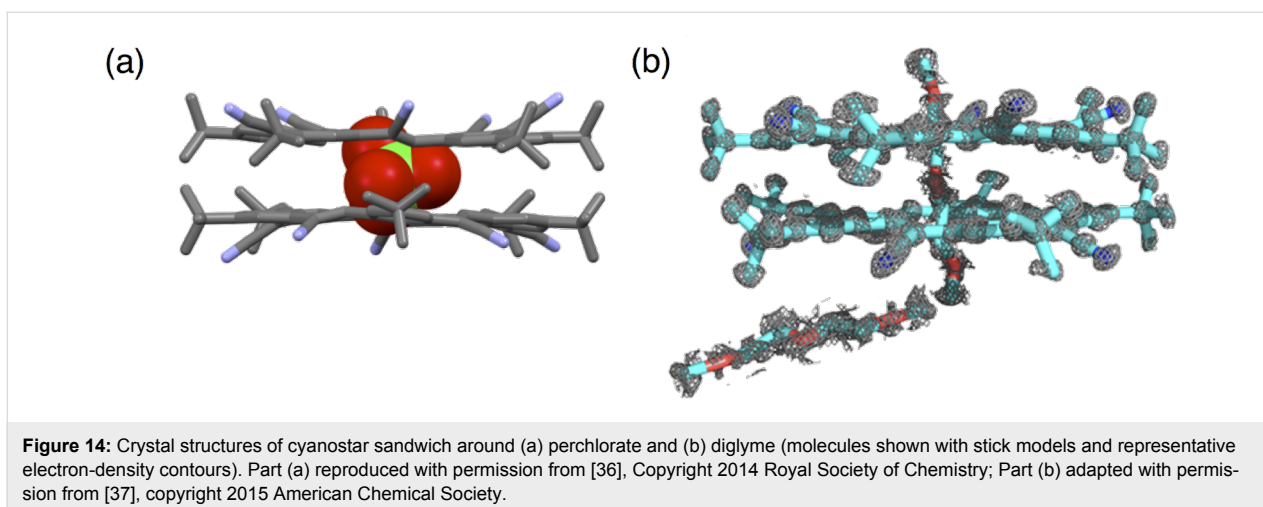 (a)
(b)
Figure 14: Crystal structures of cyanostar sandwich around (a) perchlorate and (b) diglyme (molecules shown with stick models and representative
electron-density contours). Part (a) reproduced with permission from [36], Copyright 2014 Royal Society of Chemistry; Part (b) adapted with permis-
sion from [37], copyright 2015 American Chemical Society.